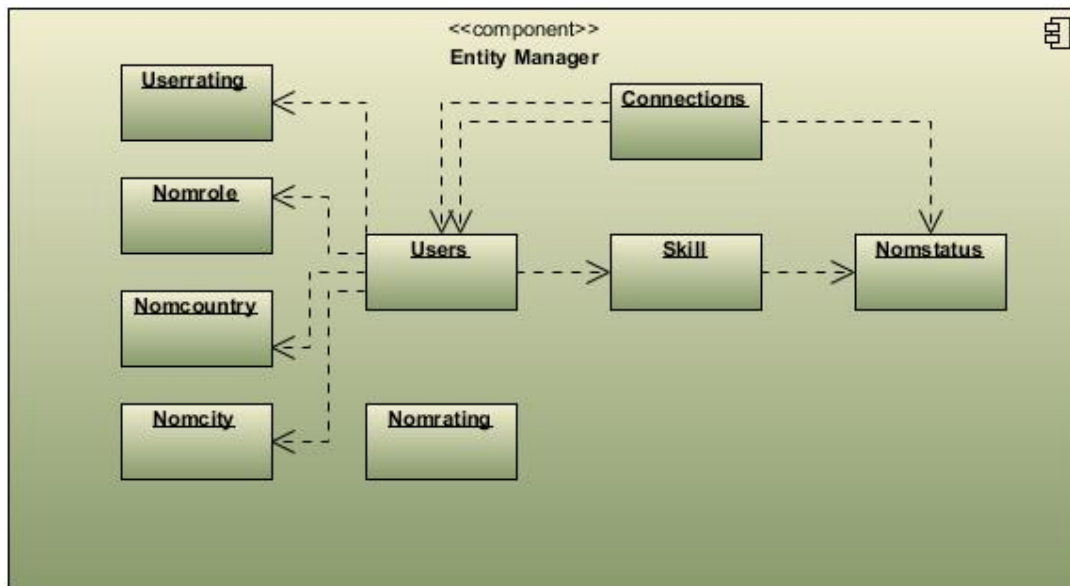 <<component>>
Entity Manager
Userrating
Connections
Nomrole
Users
Skill
Nomstatus
Nomcountry
Nomcity
Nomrating